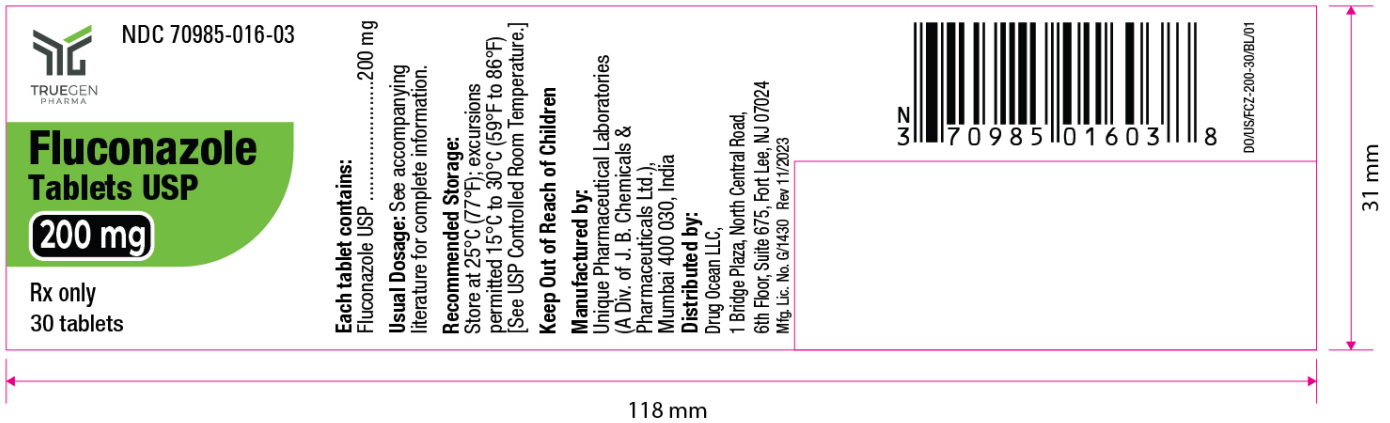 TRUEGEN
PHARMA
NDC 70985-016-03
Fluconazole
Tablets USP
200 mg
Rx only
30 tablets
Each tablet contains:
Fluconazole USP ........................200 mg
Usual Dosage: See accompanying
literature for complete information.
Recommended Storage:
Store at 25°C (77°F); excursions
permitted 15°C to 30°C (59°F to 86°F)
[See USP Controlled Room Temperature.]
Keep Out of Reach of Children
Manufactured by:
Unique Pharmaceutical Laboratories
(A Div. of J. B. Chemicals &
Pharmaceuticals Ltd.),
Mumbai 400 030, India
Distributed by:
Drug Ocean LLC,
1 Bridge Plaza, North Central Road,
6th Floor, Suite 675, Fort Lee, NJ 07024
Mfg. Lic. No. G/1430 Rev 11/2023
N
3 70985 01603 8
DO/US/FCZ-200-30/BL/01
31 mm
118 mm